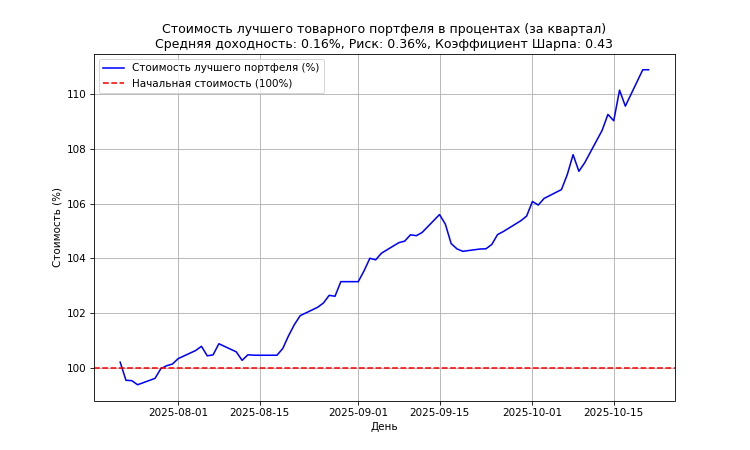 Стоимость лучшего товарного портфеля в процентах (за квартал)
Средняя доходность: 0.16%, Риск: 0.36%, Коэффициент Шарпа: 0.43
Стоимость лучшего портфеля (%)
Начальная стоимость (100%)
Стоимость (%)
110
108
106
104
102
100
2025-08-01
2025-08-15
2025-09-01
2025-09-15
2025-10-01
2025-10-15
День